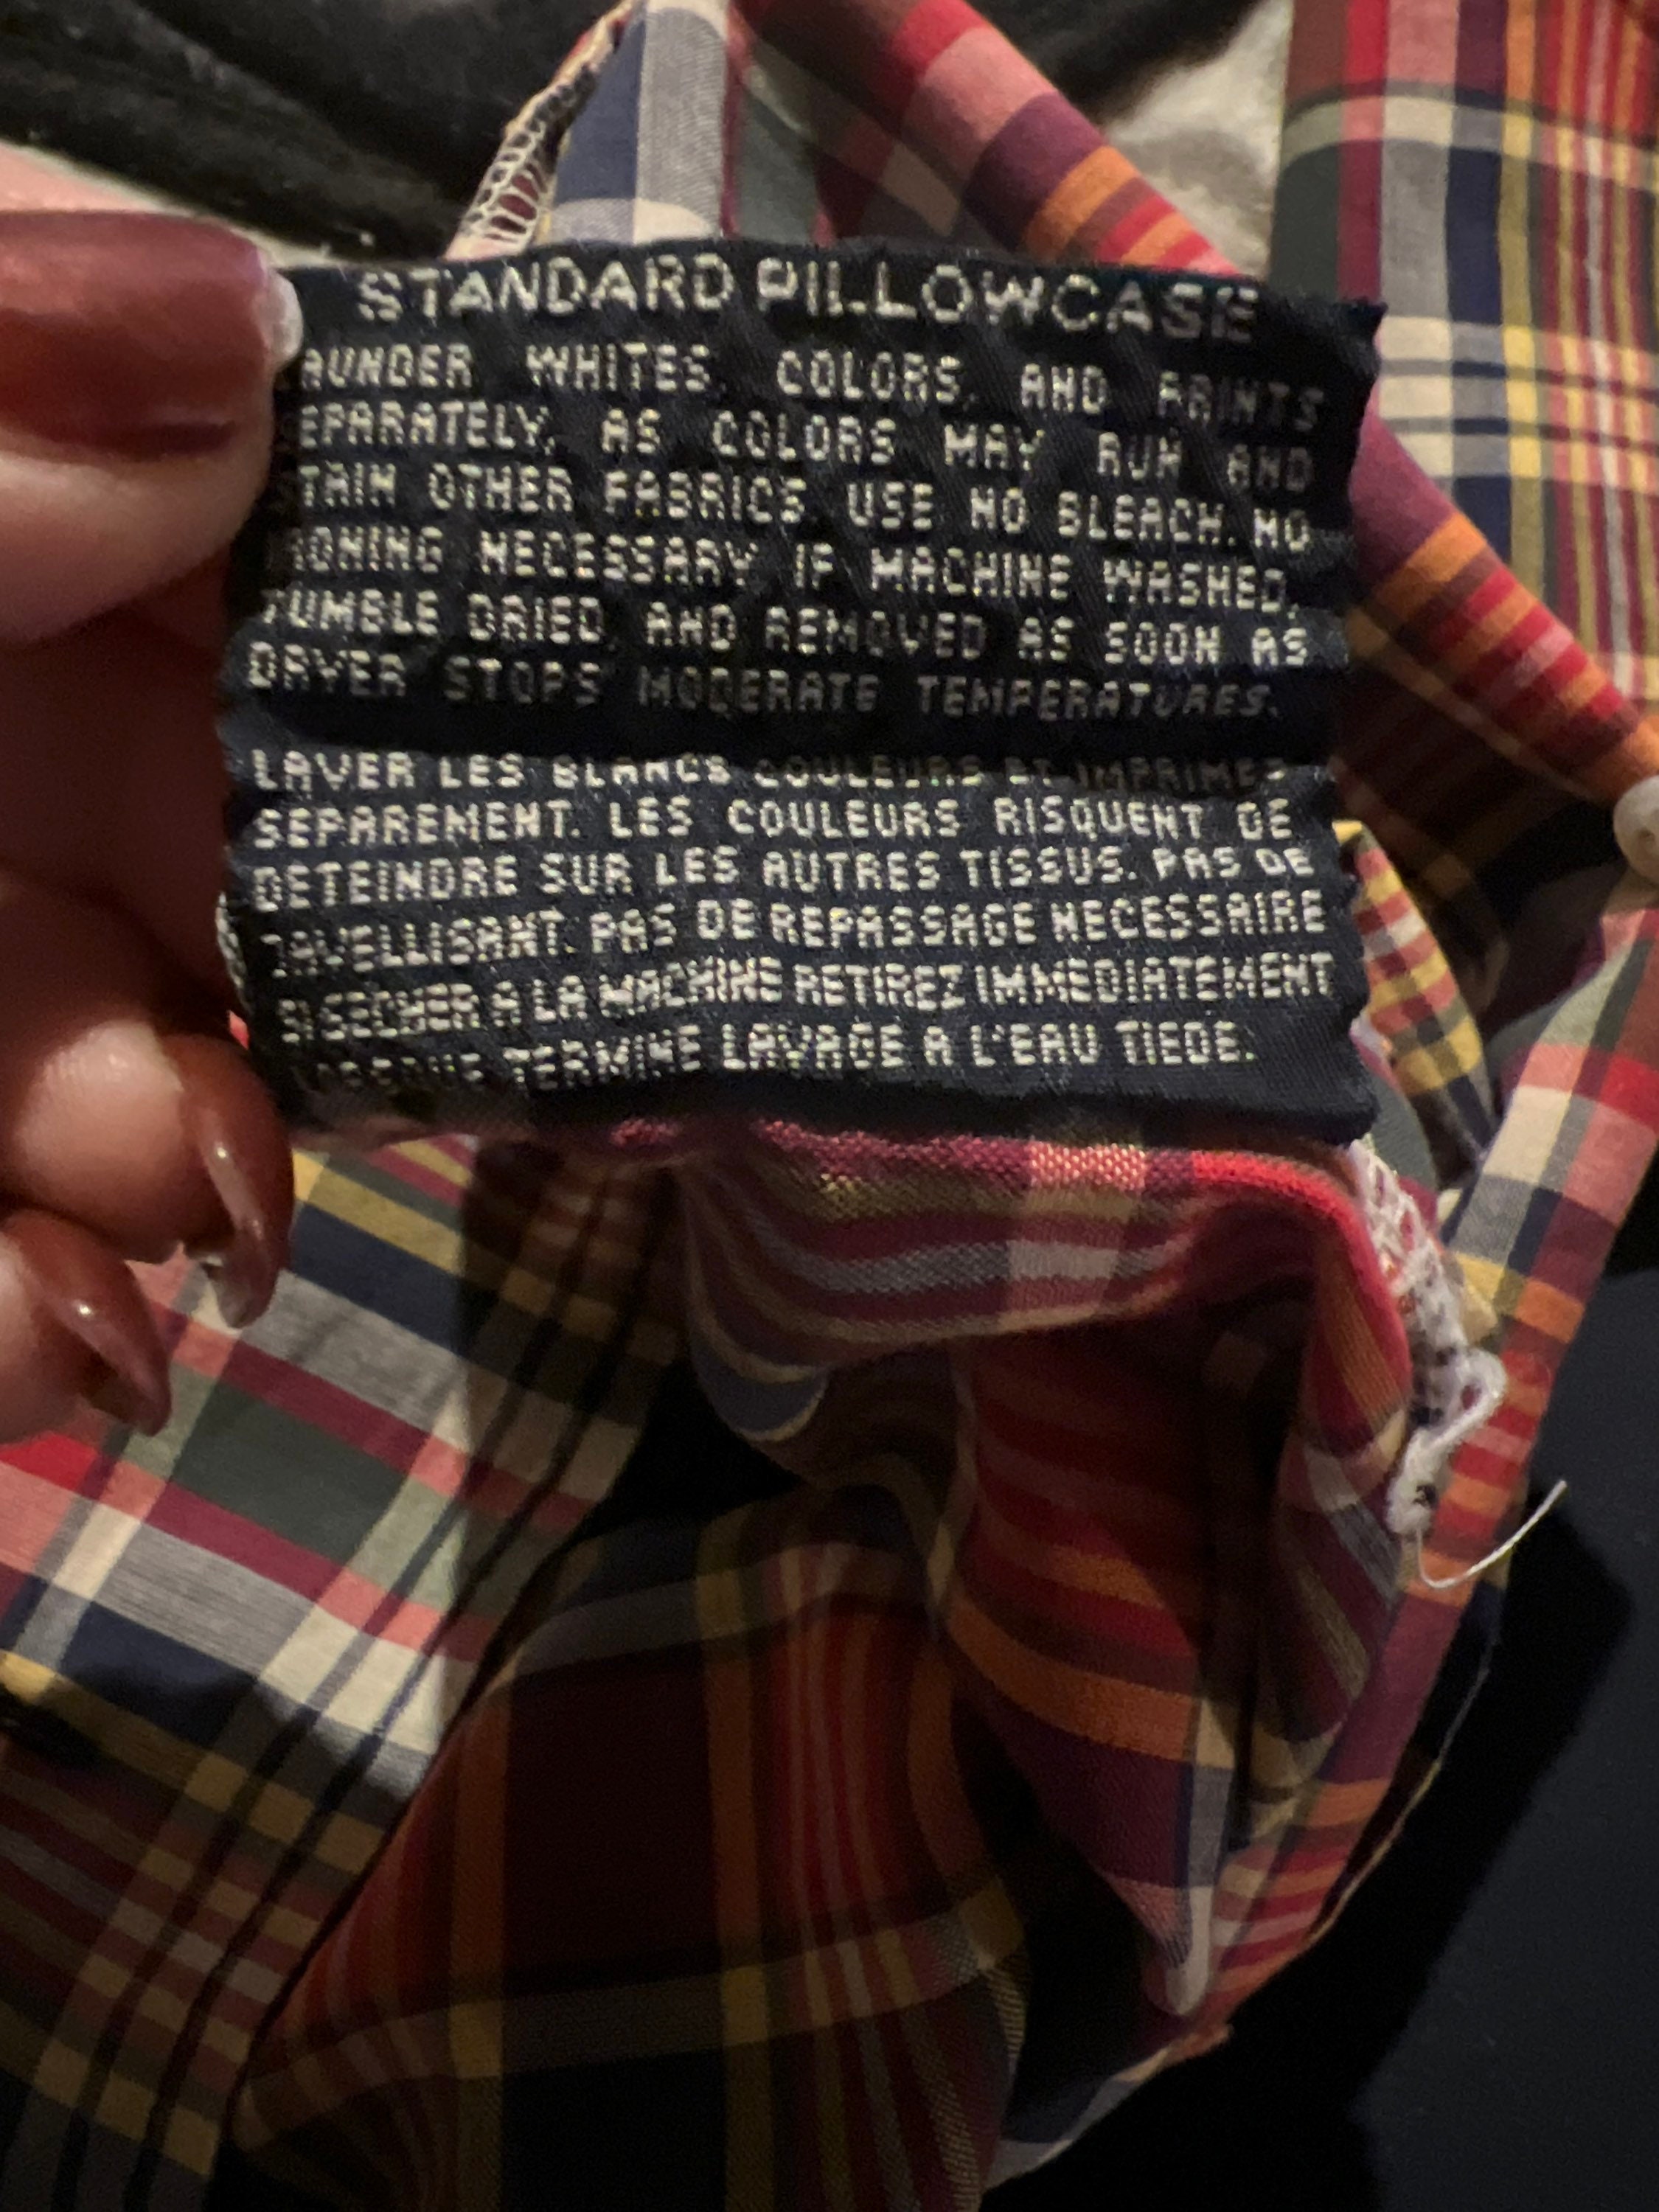 STANDARD PILLOWCASE
AUNDER WHITES, COLORS, AND PRINTS
EPARATELY, AS COLORS MAY RUN AND
TAIN OTHER FABRICS USE NO BLEACH. NO
ONING NECESSARY IF MACHINE WASHED,
TUMBLE DRIED, AND REMOVED AS SOON AS
DRYER STOPS MODERATE TEMPERATURES.
LAVER LES BLANCS COULEURS ET IMPRIMES
SEPAREMENT. LES COULEURS RISQUENT DE
DETEINDRE SUR LES AUTRES TISSUS. PAS DE
JAVELLISANT. PAS DE REPASSAGE NECESSAIRE
SI SECHER A LA MACHINE RETIREZ IMMEDIATEMENT
LORSQUE TERMINE LAVAGE A L'EAU TIEDE.